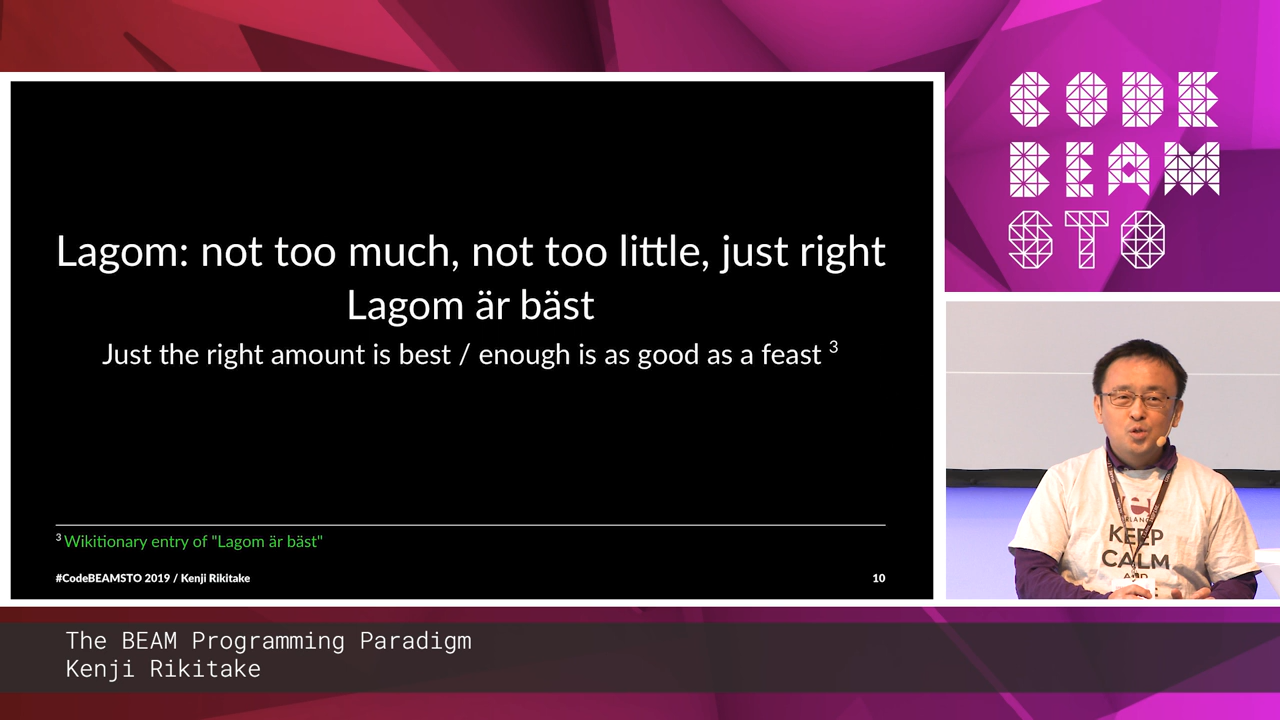 CODE
BEAM
STO
Lagom: not too much, not too little, just right
Lagom är bäst
Just the right amount is best / enough is as good as a feast 3
3 Wikitionary entry of "Lagom är bäst"
#CodeBEAMSTO 2019 / Kenji Rikitake
10
KEEP
CALM
AND
The BEAM Programming Paradigm
Kenji Rikitake